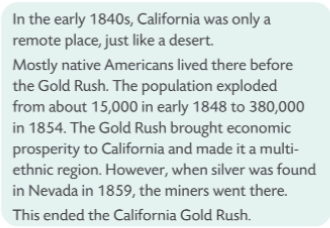 In the early 1840s, California was only a
remote place, just like a desert.
Mostly native Americans lived there before
the Gold Rush. The population exploded
from about 15,000 in early 1848 to 380,000
in 1854. The Gold Rush brought economic
prosperity to California and made it a multi-
ethnic region. However, when silver was found
in Nevada in 1859, the miners went there.
This ended the California Gold Rush.